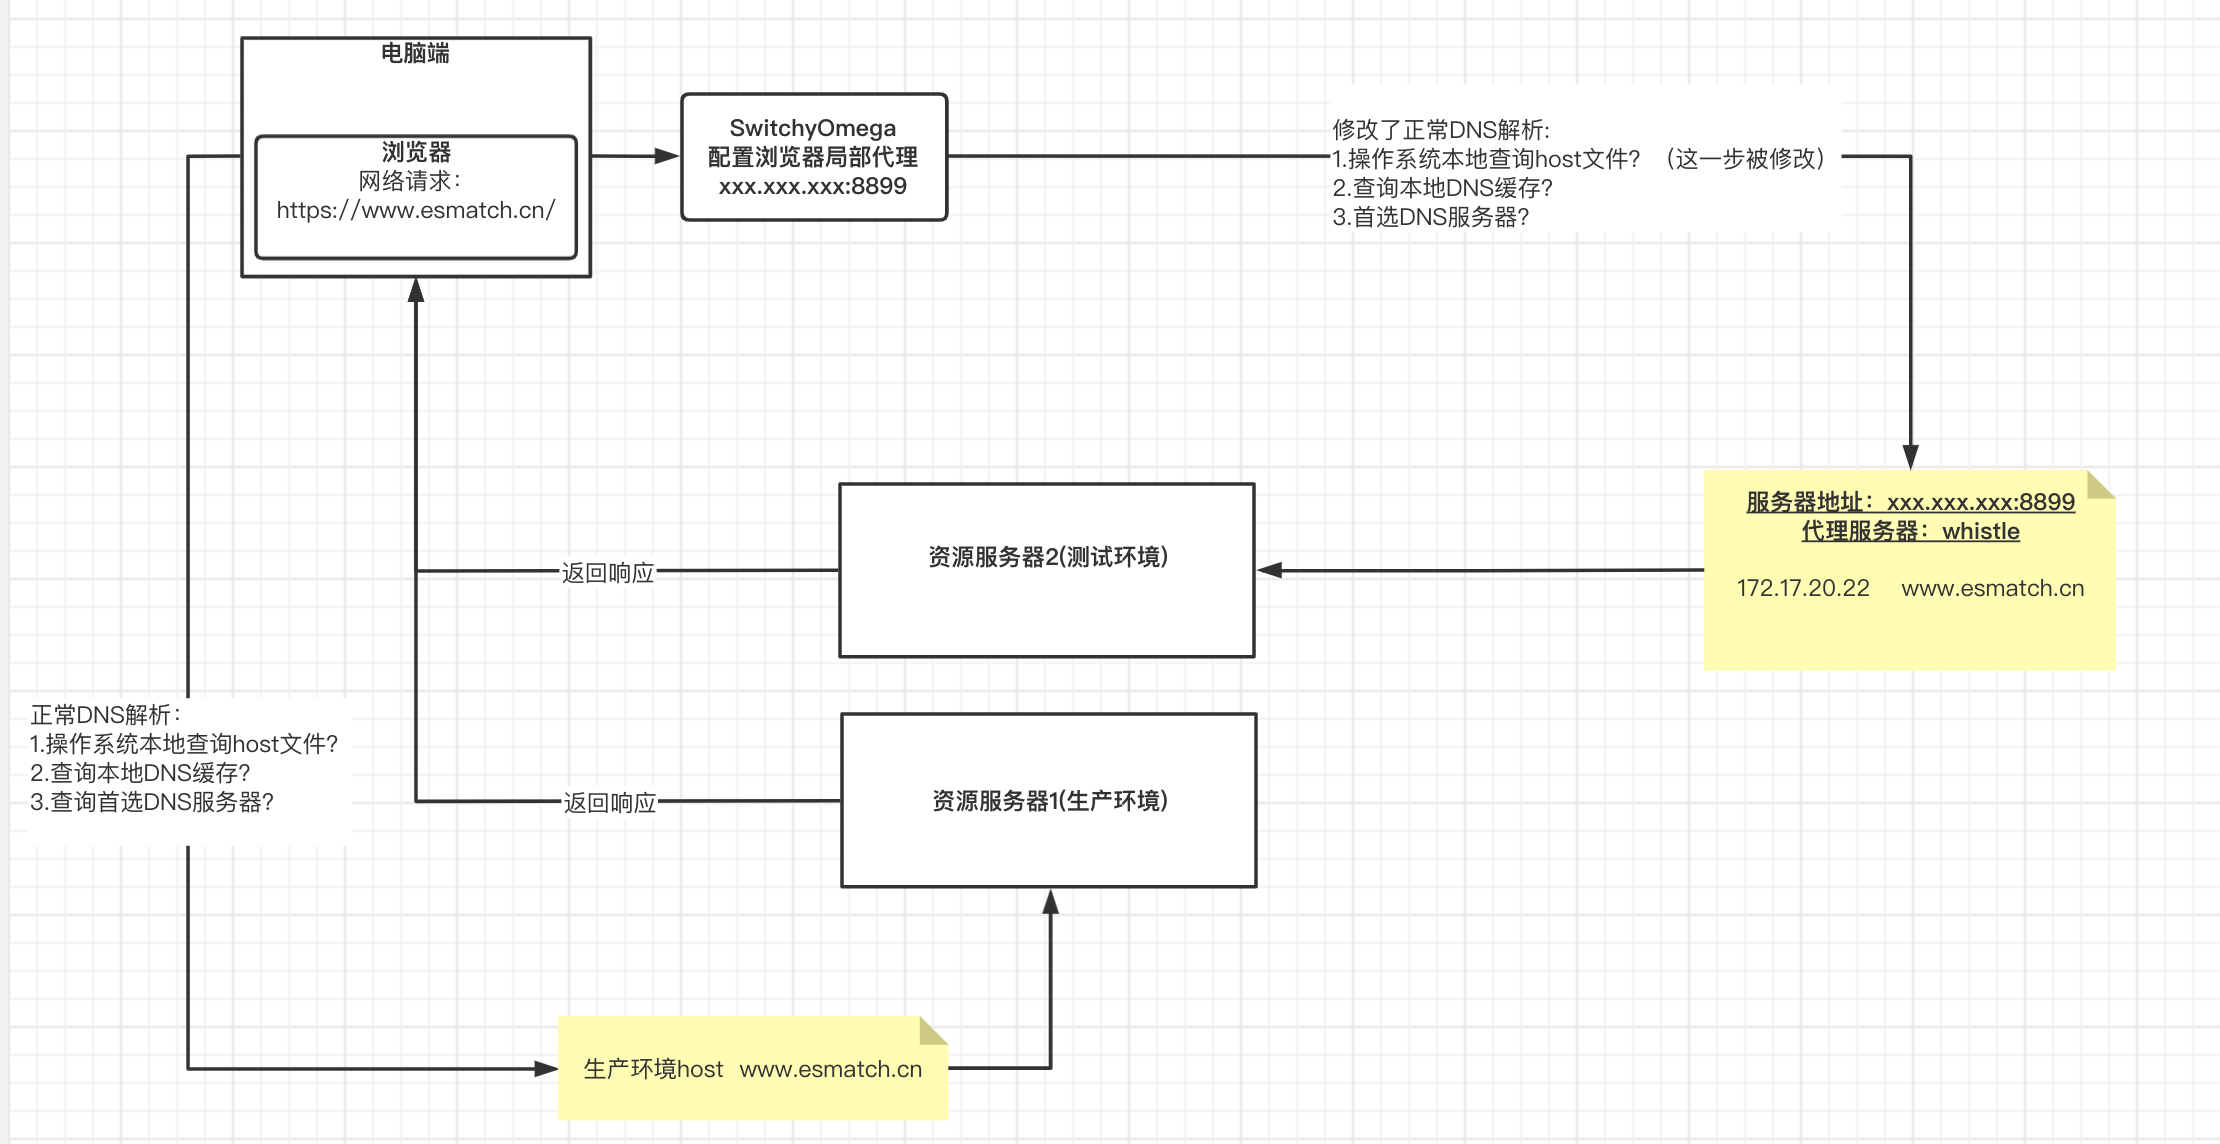 电脑端
浏览器
网络请求：
https://www.esmatch.cn/
SwitchyOmega
配置浏览器局部代理
xxx.xxx.xxx:8899
修改了正常DNS解析:
1.操作系统本地查询host文件? （这一步被修改）
2.查询本地DNS缓存?
3.首选DNS服务器?
服务器地址：xxx.xxx.xxx:8899
代理服务器：whistle
172.17.20.22 www.esmatch.cn
资源服务器2(测试环境)
返回响应
正常DNS解析：
1.操作系统本地查询host文件?
2.查询本地DNS缓存?
3.查询首选DNS服务器?
资源服务器1(生产环境)
返回响应
生产环境host www.esmatch.cn